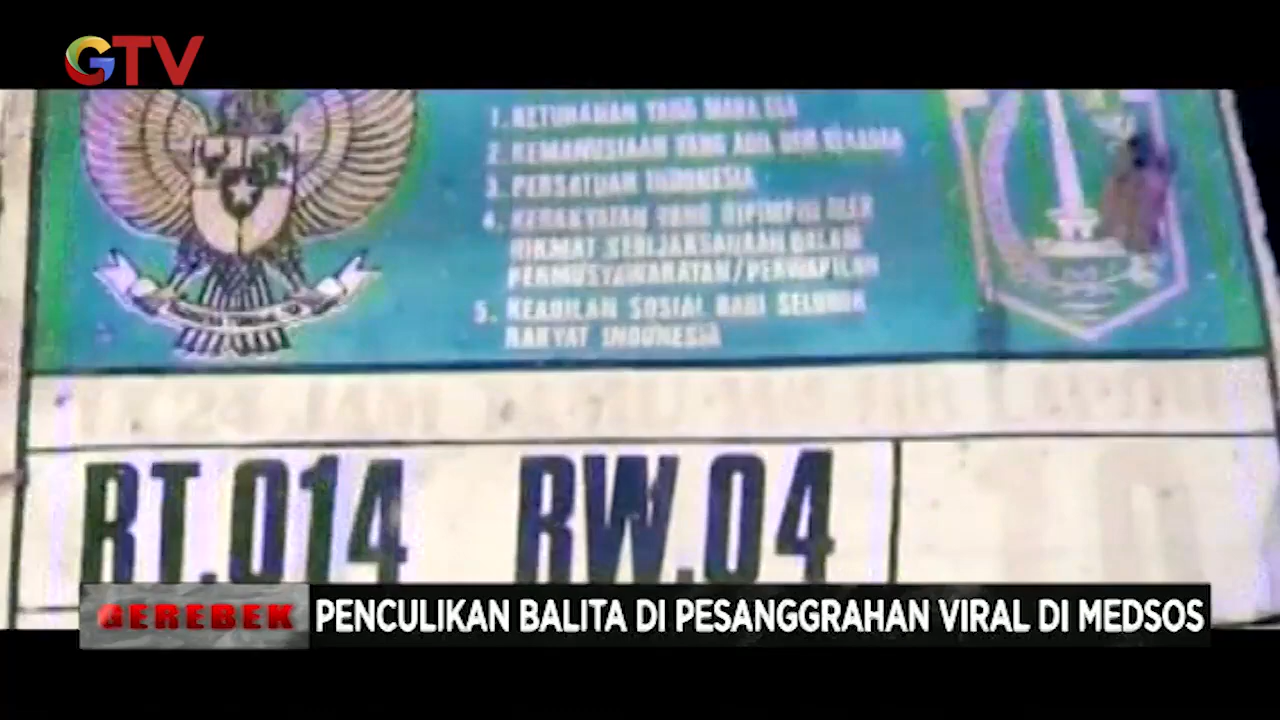 GTV
1. KETUHANAN YANG MAHA ESA
2. KEMANUSIAAN YANG ADIL DAN BERADAB
3. PERSATUAN INDONESIA
4. KERAKYATAN YANG DIPIMPIN OLEH
HIKMAT KEBIJAKSANAAN DALAM
PERMUSYAWARATAN/PERWAKILAN
5. KEADILAN SOSIAL BAGI SELURUH
RAKYAT INDONESIA
RT.014 RW.04
GEREBEK PENCULIKAN BALITA DI PESANGGRAHAN VIRAL DI MEDSOS